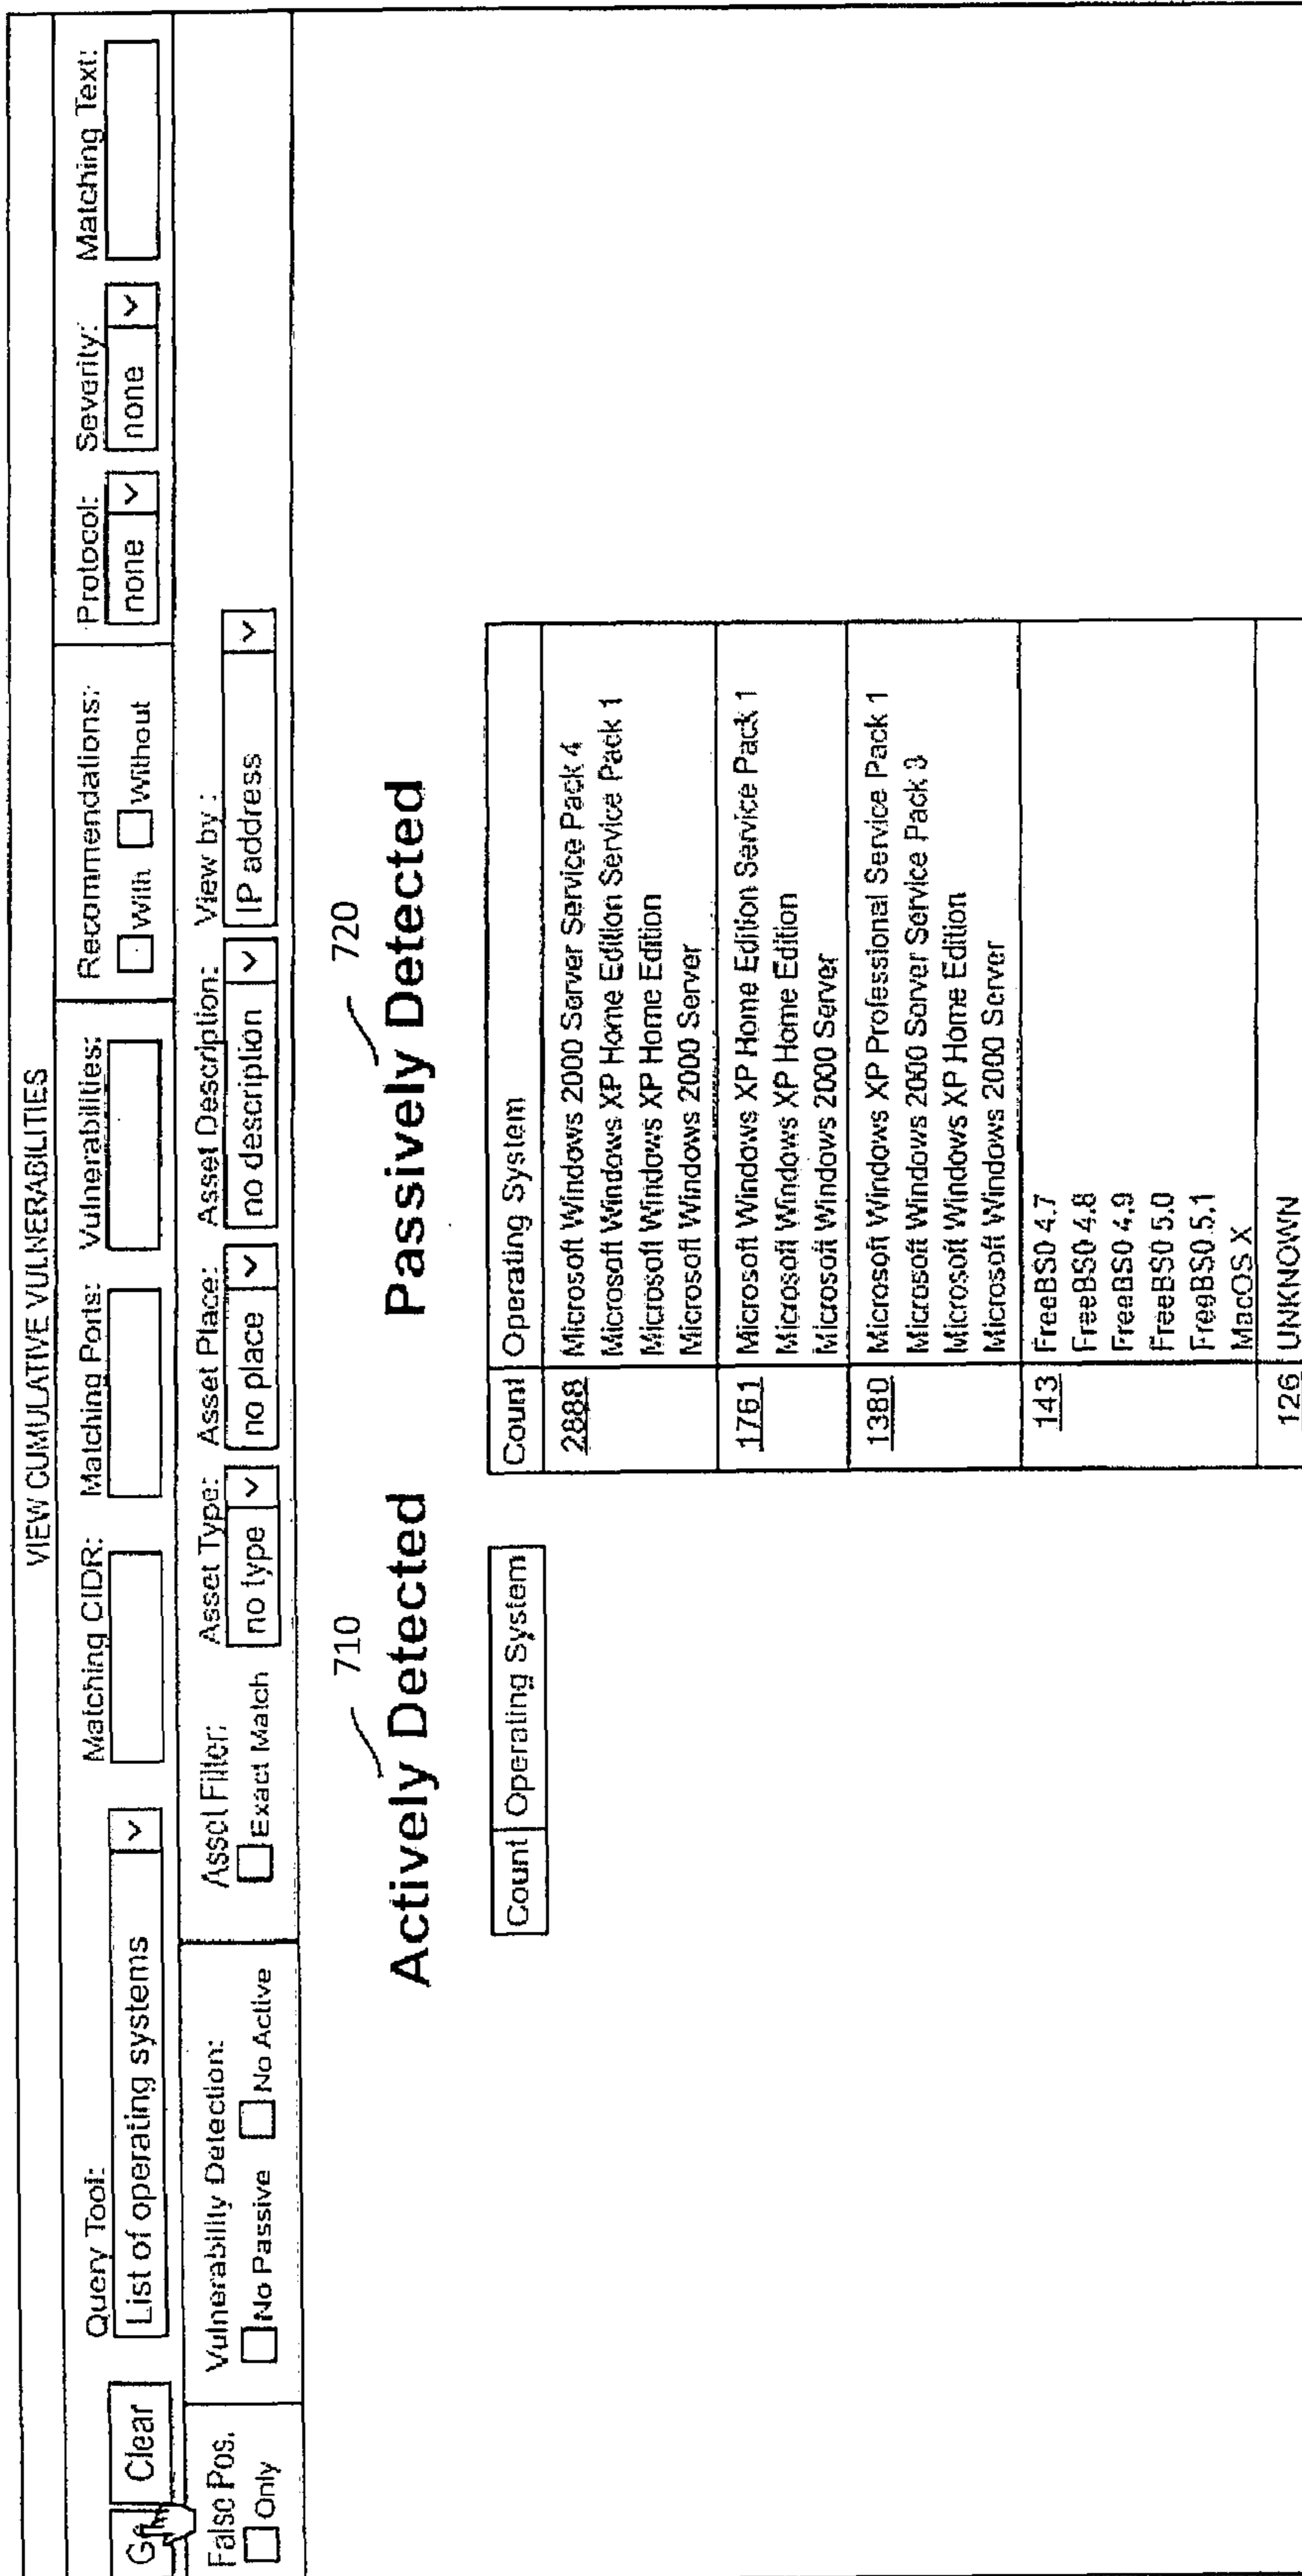 VIEW CUMULATIVE VULNERABILITIES
Query Tool: Matching CIDR: Matching Ports: Vulnerabilities: Recommendations: Protocol: Severity: Matching Text:
Clear List of operating systems With Without none none
False Pos. Vulnerability Detection: Asset Filter: Asset Type: Asset Place: Asset Description: View by :
Only No Passive No Active Exact Match no type no place no description IP address
710 720
Actively Detected Passively Detected
Count Operating System
Count Operating System
2888 Microsoft Windows 2000 Server Service Pack 4
Microsoft Windows XP Home Edition Service Pack 1
Microsoft Windows XP Home Edition
Microsoft Windows 2000 Server
1761 Microsoft Windows XP Home Edition Service Pack 1
Microsoft Windows XP Home Edition
Microsoft Windows 2000 Server
1380 Microsoft Windows XP Professional Service Pack 1
Microsoft Windows 2000 Server Service Pack 3
Microsoft Windows XP Home Edition
Microsoft Windows 2000 Server
143 FreeBS0 4.7
FreeBS0 4.8
FreeBS0 4.9
FreeBS0 5.0
FreeBS0 5.1
MacOS X
126 UNKNOWN